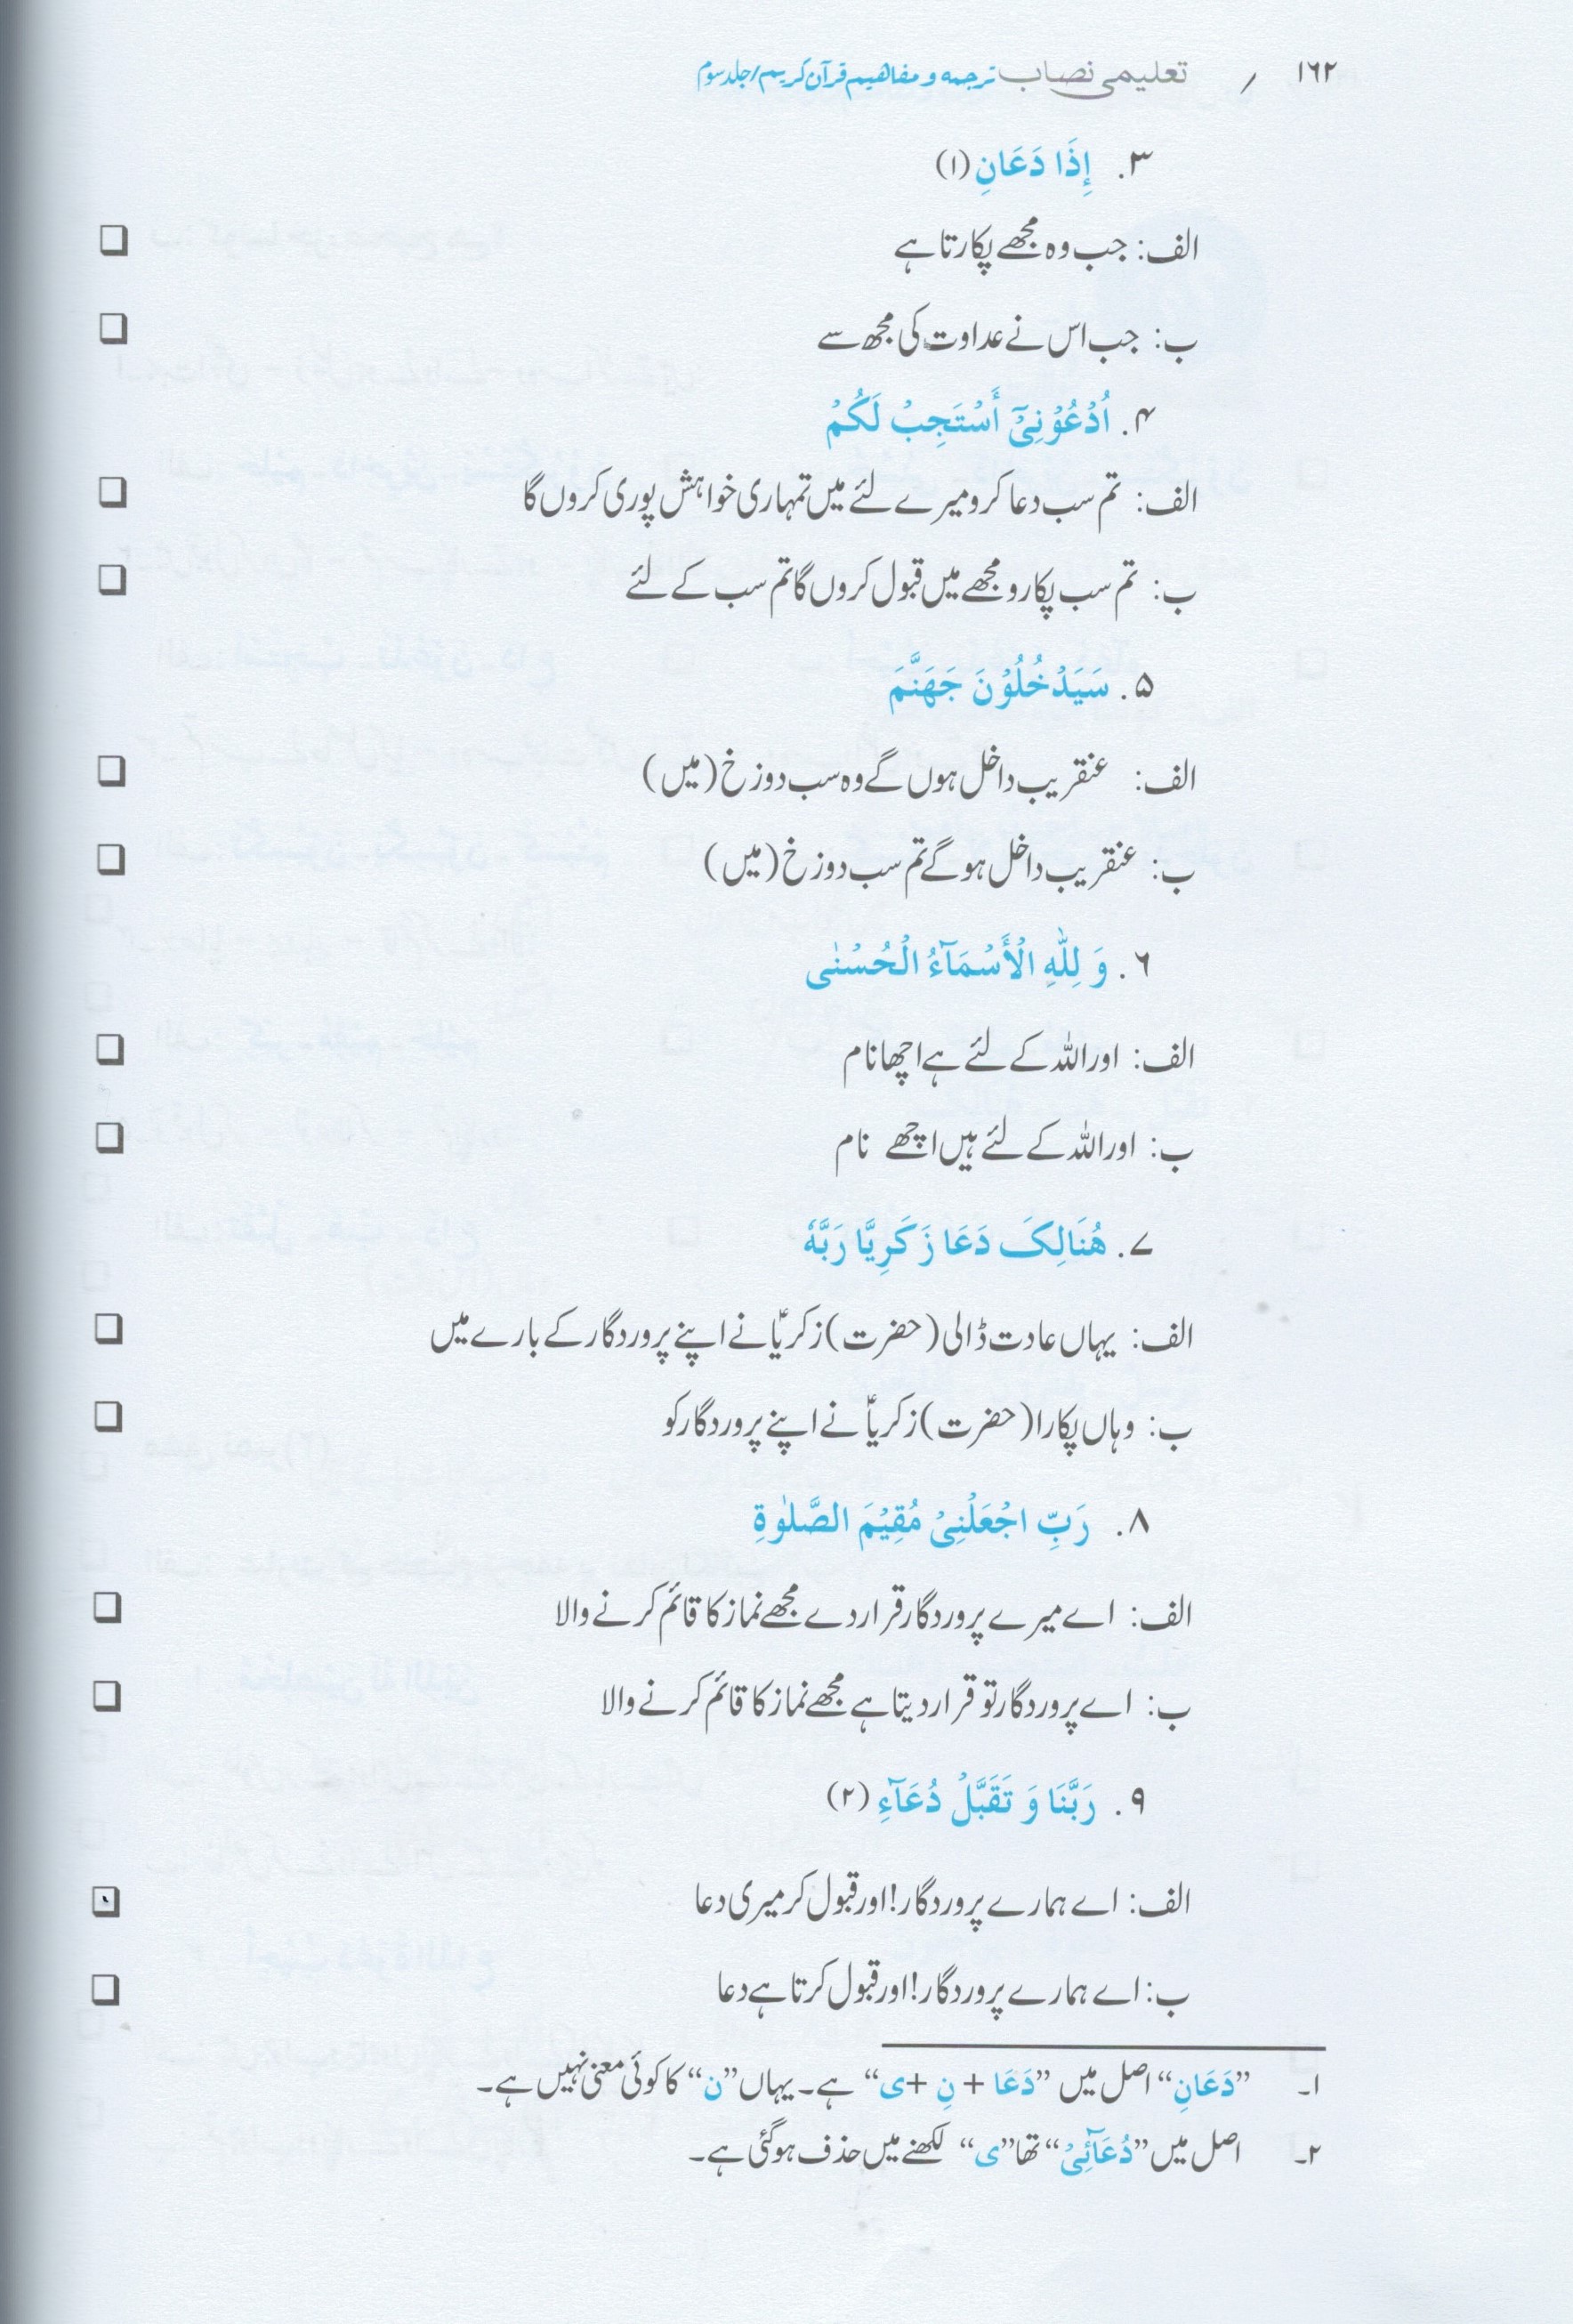 ۱۶۲ / تعلیمی نصاب ترجمہ و مفاهیم قرآن کریم/جلد سوم
۳. إِذَا دَعَانِ (۱)
الف: جب وہ مجھے پکارتا ہے
ب: جب اس نے عداوت کی مجھ سے
۴. اُدْعُوْنِیْٓ أَسْتَجِبْ لَکُمْ
الف: تم سب دعا کرو میرے لئے میں تمہاری خواہش پوری کروں گا
ب: تم سب پکارو مجھے میں قبول کروں گا تم سب کے لئے
۵. سَیَدْخُلُوْنَ جَهَنَّمَ
الف: عنقریب داخل ہوں گے وہ سب دوزخ (میں)
ب: عنقریب داخل ہوگے تم سب دوزخ (میں)
۶. وَ لِلّٰهِ الْأَسْمَآءُ الْحُسْنٰی
الف: اور اللہ کے لئے ہے اچھا نام
ب: اور اللہ کے لئے ہیں اچھے نام
۷. هُنَالِکَ دَعَا زَکَرِیَّا رَبَّهٗ
الف: یہاں عادت ڈالی (حضرت) زکریاؑ نے اپنے پروردگار کے بارے میں
ب: وہاں پکارا (حضرت) زکریاؑ نے اپنے پروردگار کو
۸. رَبِّ اجْعَلْنِیْ مُقِیْمَ الصَّلٰوةِ
الف: اے میرے پروردگار قرار دے مجھے نماز کا قائم کرنے والا
ب: اے پروردگار تو قرار دیتا ہے مجھے نماز کا قائم کرنے والا
۹. رَبَّنَا وَ تَقَبَّلْ دُعَآءِ (۲)
الف: اے ہمارے پروردگار! اور قبول کر میری دعا
ب: اے ہمارے پروردگار! اور قبول کرتا ہے دعا
۱۔ ”دَعَانِ“ اصل میں ”دَعَا + نِ + ی“ ہے۔ یہاں ”ن“ کا کوئی معنی نہیں ہے۔
۲۔ اصل میں ”دُعَآئِیْ“ تھا ”ی“ لکھنے میں حذف ہوگئی ہے۔